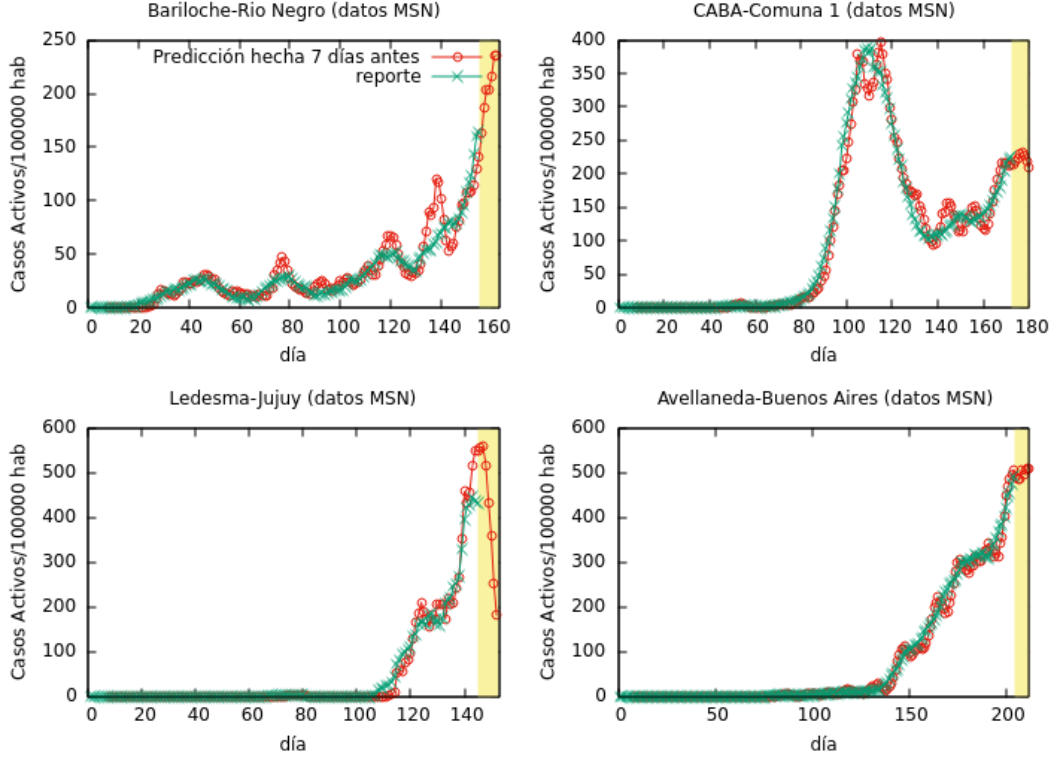 Bariloche-Rio Negro (datos MSN)
Casos Activos/100000 hab
250
200
150
100
50
0
Predicción hecha 7 días antes
reporte
0 20 40 60 80 100 120 140 160
día
CABA-Comuna 1 (datos MSN)
Casos Activos/100000 hab
400
350
300
250
200
150
100
50
0
0 20 40 60 80 100 120 140 160 180
día
Ledesma-Jujuy (datos MSN)
Casos Activos/100000 hab
600
500
400
300
200
100
0
0 20 40 60 80 100 120 140
día
Avellaneda-Buenos Aires (datos MSN)
Casos Activos/100000 hab
600
500
400
300
200
100
0
0 50 100 150 200
día